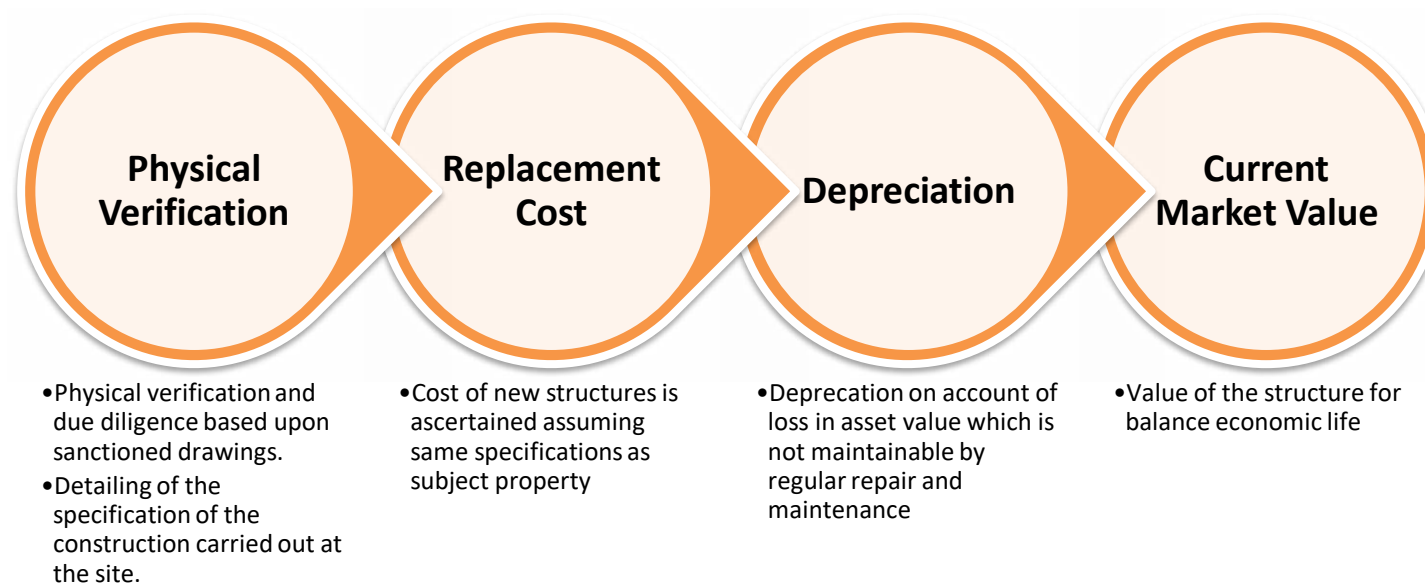 Physical
Verification
Replacement
Cost
Depreciation
Current
Market Value
•Physical verification and
due diligence based upon
sanctioned drawings.
•Detailing of the
specification of the
construction carried out at
the site.
•Cost of new structures is
ascertained assuming
same specifications as
subject property
•Deprecation on account of
loss in asset value which is
not maintainable by
regular repair and
maintenance
•Value of the structure for
balance economic life